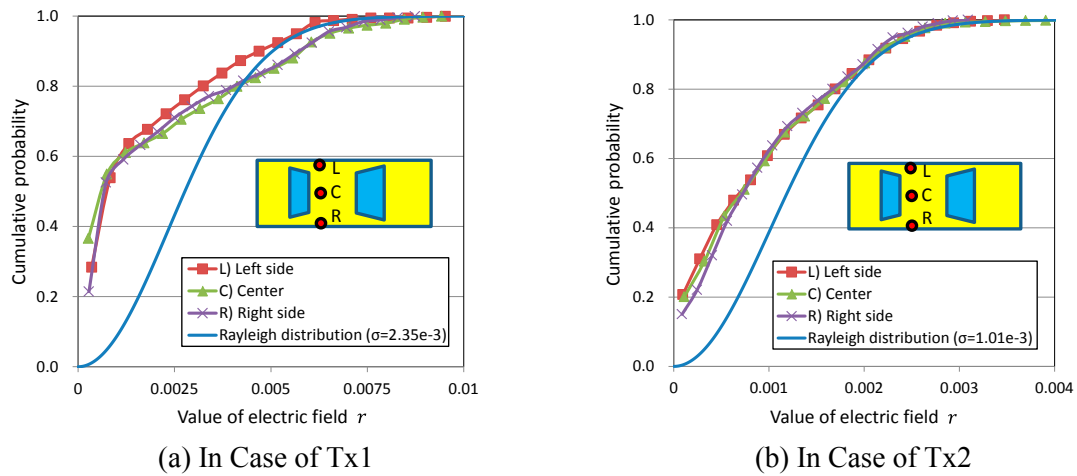 1.0
0.8
0.6
0.4
0.2
0.0
Cumulative probability
0
0.0025
0.005
0.0075
0.01
Value of electric field r
L
C
R
L) Left side
C) Center
R) Right side
Rayleigh distribution (σ=2.35e-3)
(a) In Case of Tx1
1.0
0.8
0.6
0.4
0.2
0.0
Cumulative probability
0
0.001
0.002
0.003
0.004
Value of electric field r
L
C
R
L) Left side
C) Center
R) Right side
Rayleigh distribution (σ=1.01e-3)
(b) In Case of Tx2